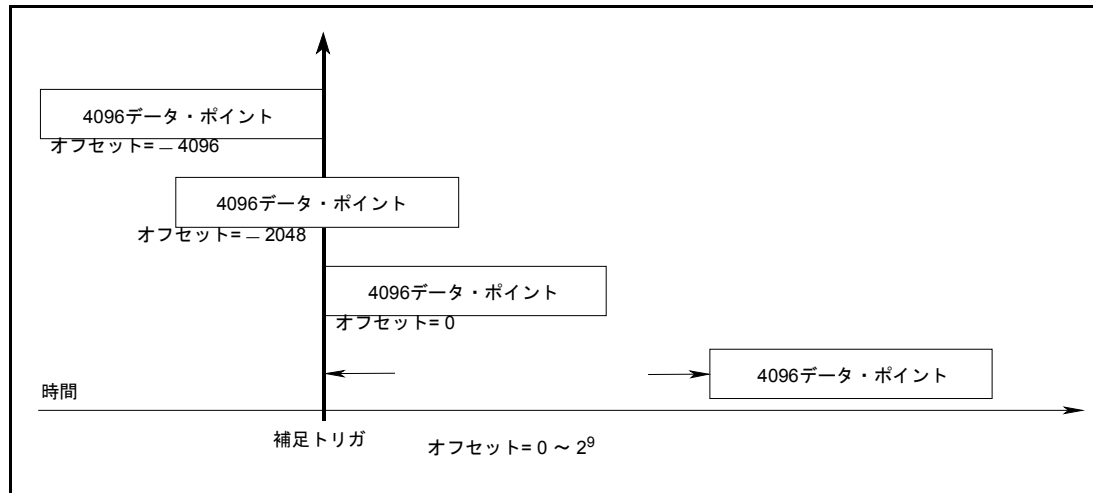 4096データ・ポイント
オフセット= — 4096
4096データ・ポイント
オフセット= — 2048
4096データ・ポイント
オフセット= 0
4096データ・ポイント
時間
補足トリガ
オフセット= 0 ～ 2⁹